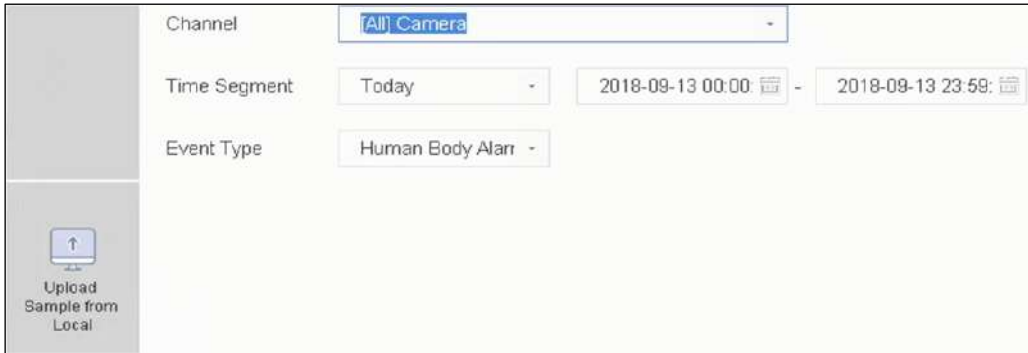 Channel
[All] Camera
Time Segment
Today
2018-09-13 00:00:
-
2018-09-13 23:59:
Event Type
Human Body Alarr
Upload
Sample from
Local